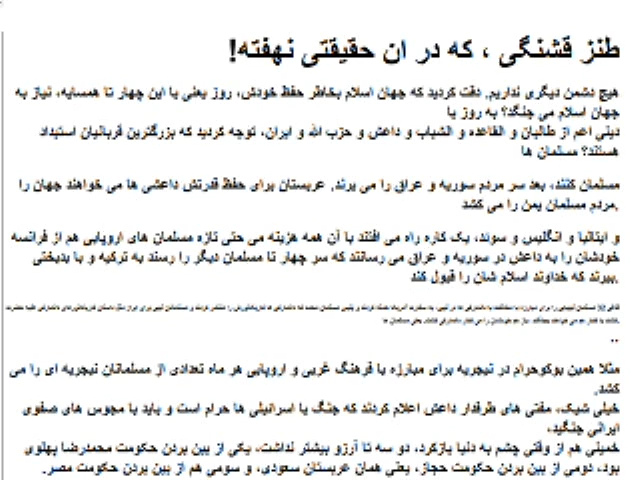 طنز قشنگی ، که در ان حقیقتی نهفته!
هیچ دشمن دیگری نداریم. دقت کردید که جهان اسلام بخاطر حفظ خودش، روز یعنی با این چهار تا همسایه، نیاز به
جهان اسلام می جنگد؟ به روز با
دینی اعم از طالبان و القاعده و الشباب و داعش و حزب الله و ایران، توجه کردید که بزرگترین قربانیان استبداد
هستند؟ مسلمان ها
مسلمان کنند، بعد سر مردم سوریه و عراق را می برند. عربستان برای حفظ قدرتش داعشی ها می خواهند جهان را
.مردم مسلمان یمن را می کشد
و ایتالیا و انگلیس و سوئد، یک کاره راه می افتند با آن همه هزینه می حتی تازه مسلمان های اروپایی هم از فرانسه
خودشان را به داعش در سوریه و عراق می رسانند که سر چهار تا مسلمان دیگر را رسند به ترکیه و با بدبختی
.ببرند که خداوند اسلام شان را قبول کند
..
مثلا همین بوکوحرام در نیجریه برای مبارزه با فرهنگ غربی و اروپایی هر ماه تعدادی از مسلمانان نیجریه ای را می
کشد.
خیلی شیک، مفتی های طرفدار داعش اعلام کردند که جنگ با اسرائیلی ها حرام است و باید با مجوس های صفوی
ایرانی جنگید.
خمینی هم از وقتی چشم به دنیا بازکرد، دو سه تا آرزو بیشتر نداشت، یکی از بین بردن حکومت محمدرضا پهلوی
بود، دومی از بین بردن حکومت حجاز، یعنی همان عربستان سعودی، و سومی هم از بین بردن حکومت مصر.